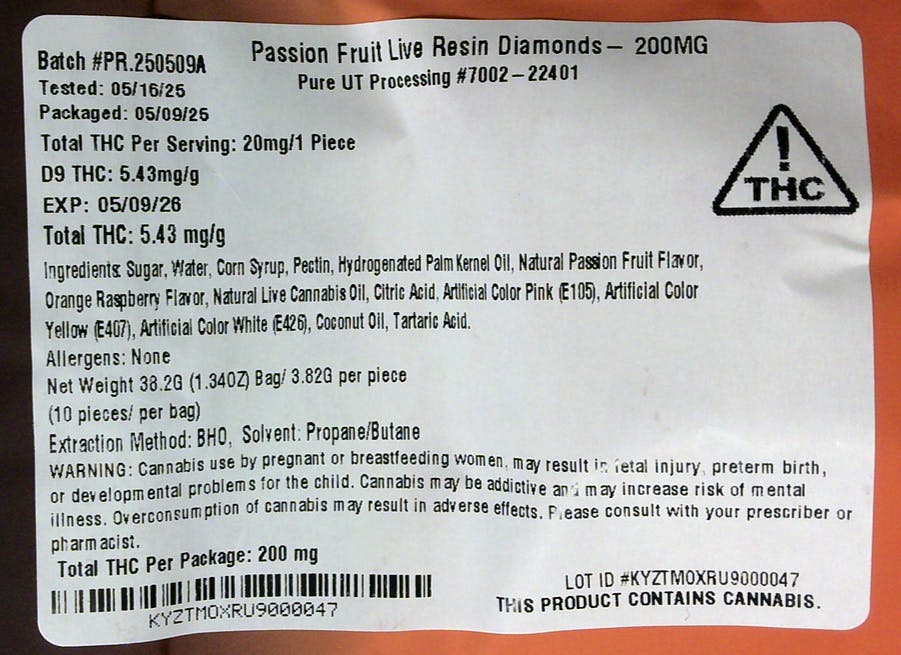 Passion Fruit Live Resin Diamonds – 200MG
Pure UT Processing #7002-22401
Batch #PR.250509A
Tested: 05/16/25
Packaged: 05/09/25
Total THC Per Serving: 20mg/1 Piece
D9 THC: 5.43mg/g
EXP: 05/09/26
Total THC: 5.43 mg/g
! THC
Ingredients: Sugar, Water, Corn Syrup, Pectin, Hydrogenated Palm Kernel Oil, Natural Passion Fruit Flavor,
Orange Raspberry Flavor, Natural Live Cannabis Oil, Citric Acid, Artificial Color Pink (E105), Artificial Color
Yellow (E407), Artificial Color White (E426), Coconut Oil, Tartaric Acid.
Allergens: None
Net Weight 38.2G (1.34OZ) Bag/ 3.82G per piece
(10 pieces/ per bag)
Extraction Method: BHO, Solvent: Propane/Butane
WARNING: Cannabis use by pregnant or breastfeeding women, may result in fetal injury, preterm birth,
or developmental problems for the child. Cannabis may be addictive and may increase risk of mental
illness. Overconsumption of cannabis may result in adverse effects. Please consult with your prescriber or
pharmacist.
Total THC Per Package: 200 mg
KYZTMOXRU9000047
LOT ID #KYZTMOXRU9000047
THIS PRODUCT CONTAINS CANNABIS.